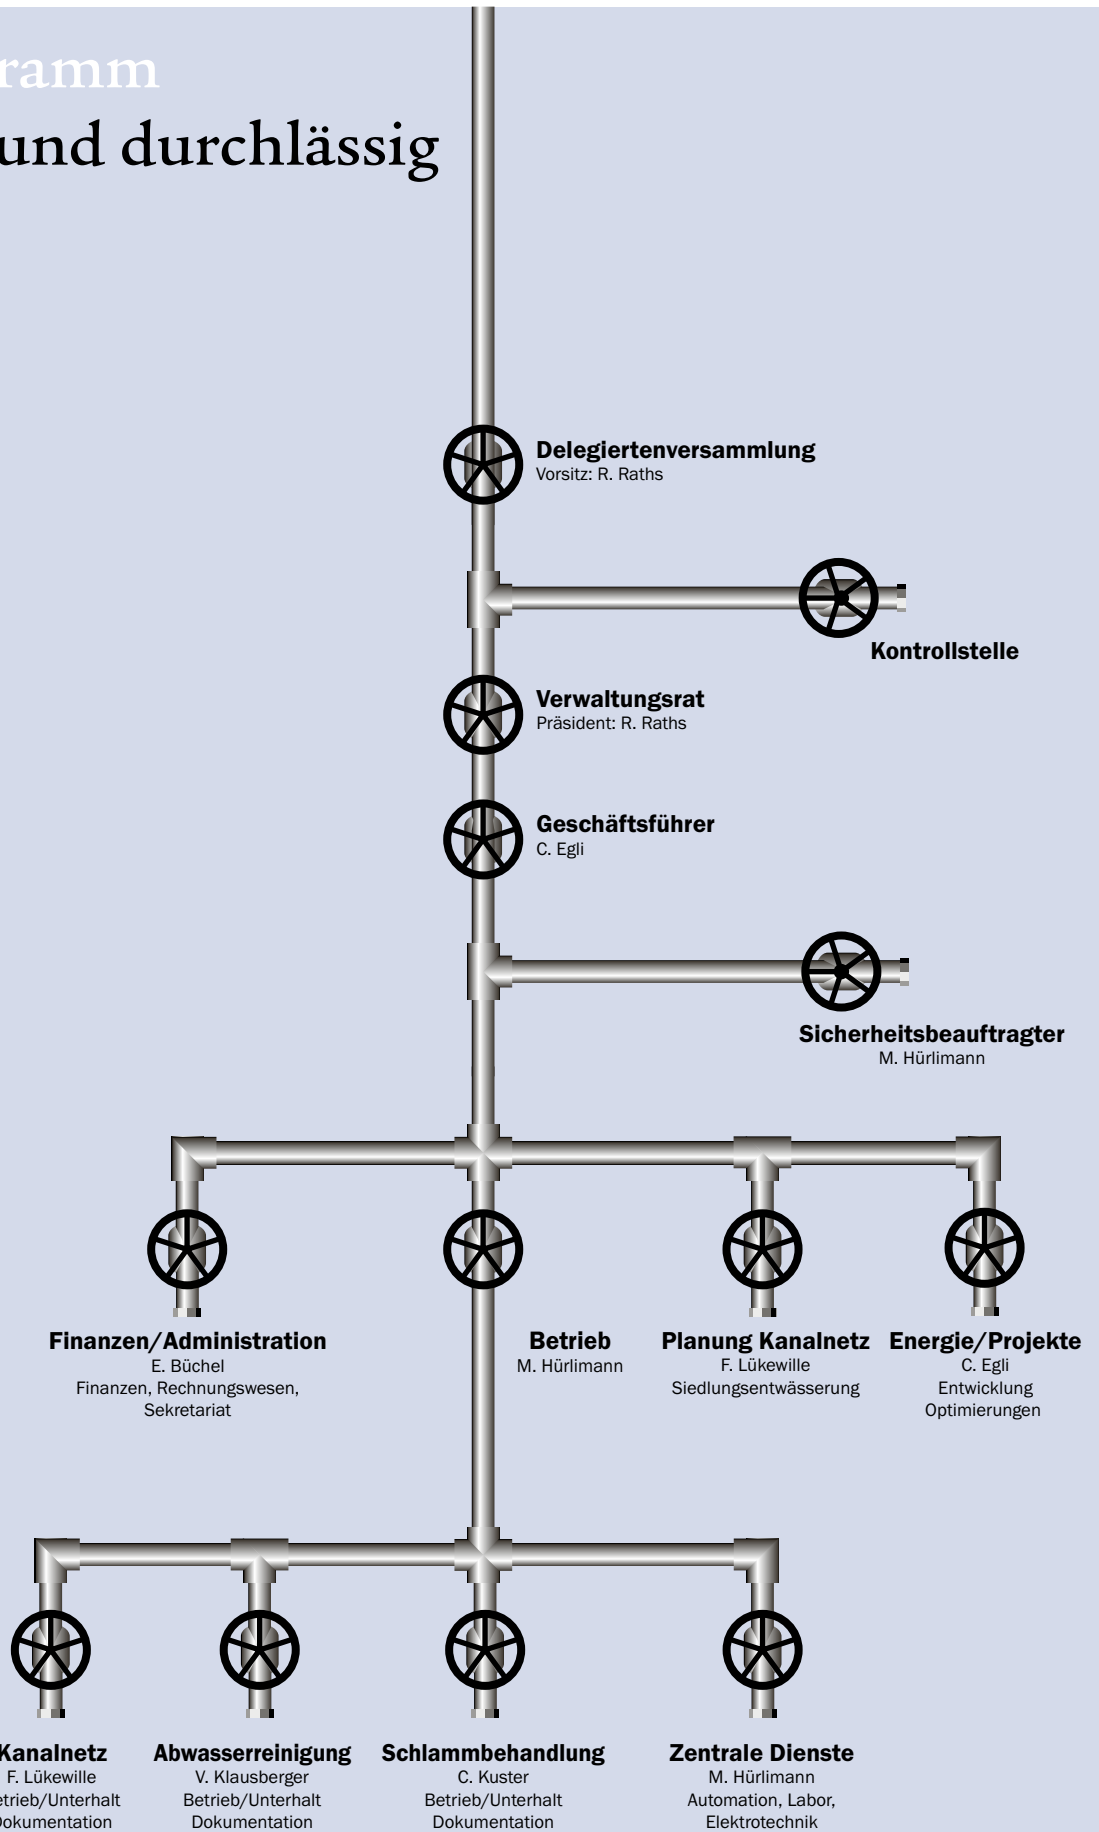 ramm
und durchlässig
Delegiertenversammlung
Vorsitz: R. Raths
Kontrollstelle
Verwaltungsrat
Präsident: R. Raths
Geschäftsführer
C. Egli
Sicherheitsbeauftragter
M. Hürlimann
Finanzen/Administration
E. Büchel
Finanzen, Rechnungswesen,
Sekretariat
Betrieb
M. Hürlimann
Planung Kanalnetz
F. Lükewille
Siedlungsentwässerung
Energie/Projekte
C. Egli
Entwicklung
Optimierungen
Kanalnetz
F. Lükewille
etrieb/Unterhalt
Dokumentation
Abwasserreinigung
V. Klausberger
Betrieb/Unterhalt
Dokumentation
Schlammbehandlung
C. Kuster
Betrieb/Unterhalt
Dokumentation
Zentrale Dienste
M. Hürlimann
Automation, Labor,
Elektrotechnik